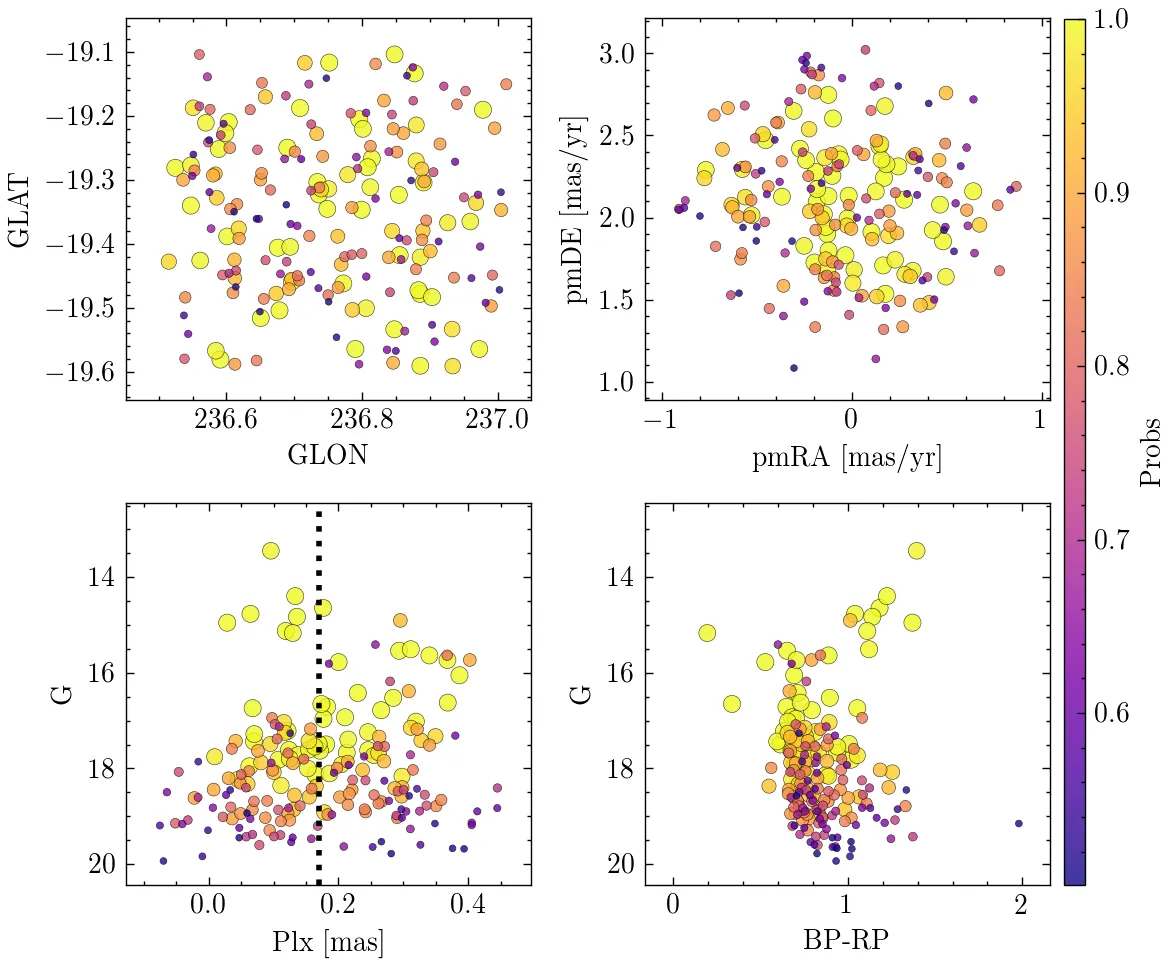 −19.1
−19.2
−19.3
−19.4
−19.5
−19.6
GLAT
236.6 236.8 237.0
GLON
3.0
2.5
2.0
1.5
1.0
pmDE [mas/yr]
−1 0 1
pmRA [mas/yr]
14
16
18
20
G
0.0 0.2 0.4
Plx [mas]
14
16
18
20
G
0 1 2
BP-RP
1.0
0.9
0.8
0.7
0.6
Probs